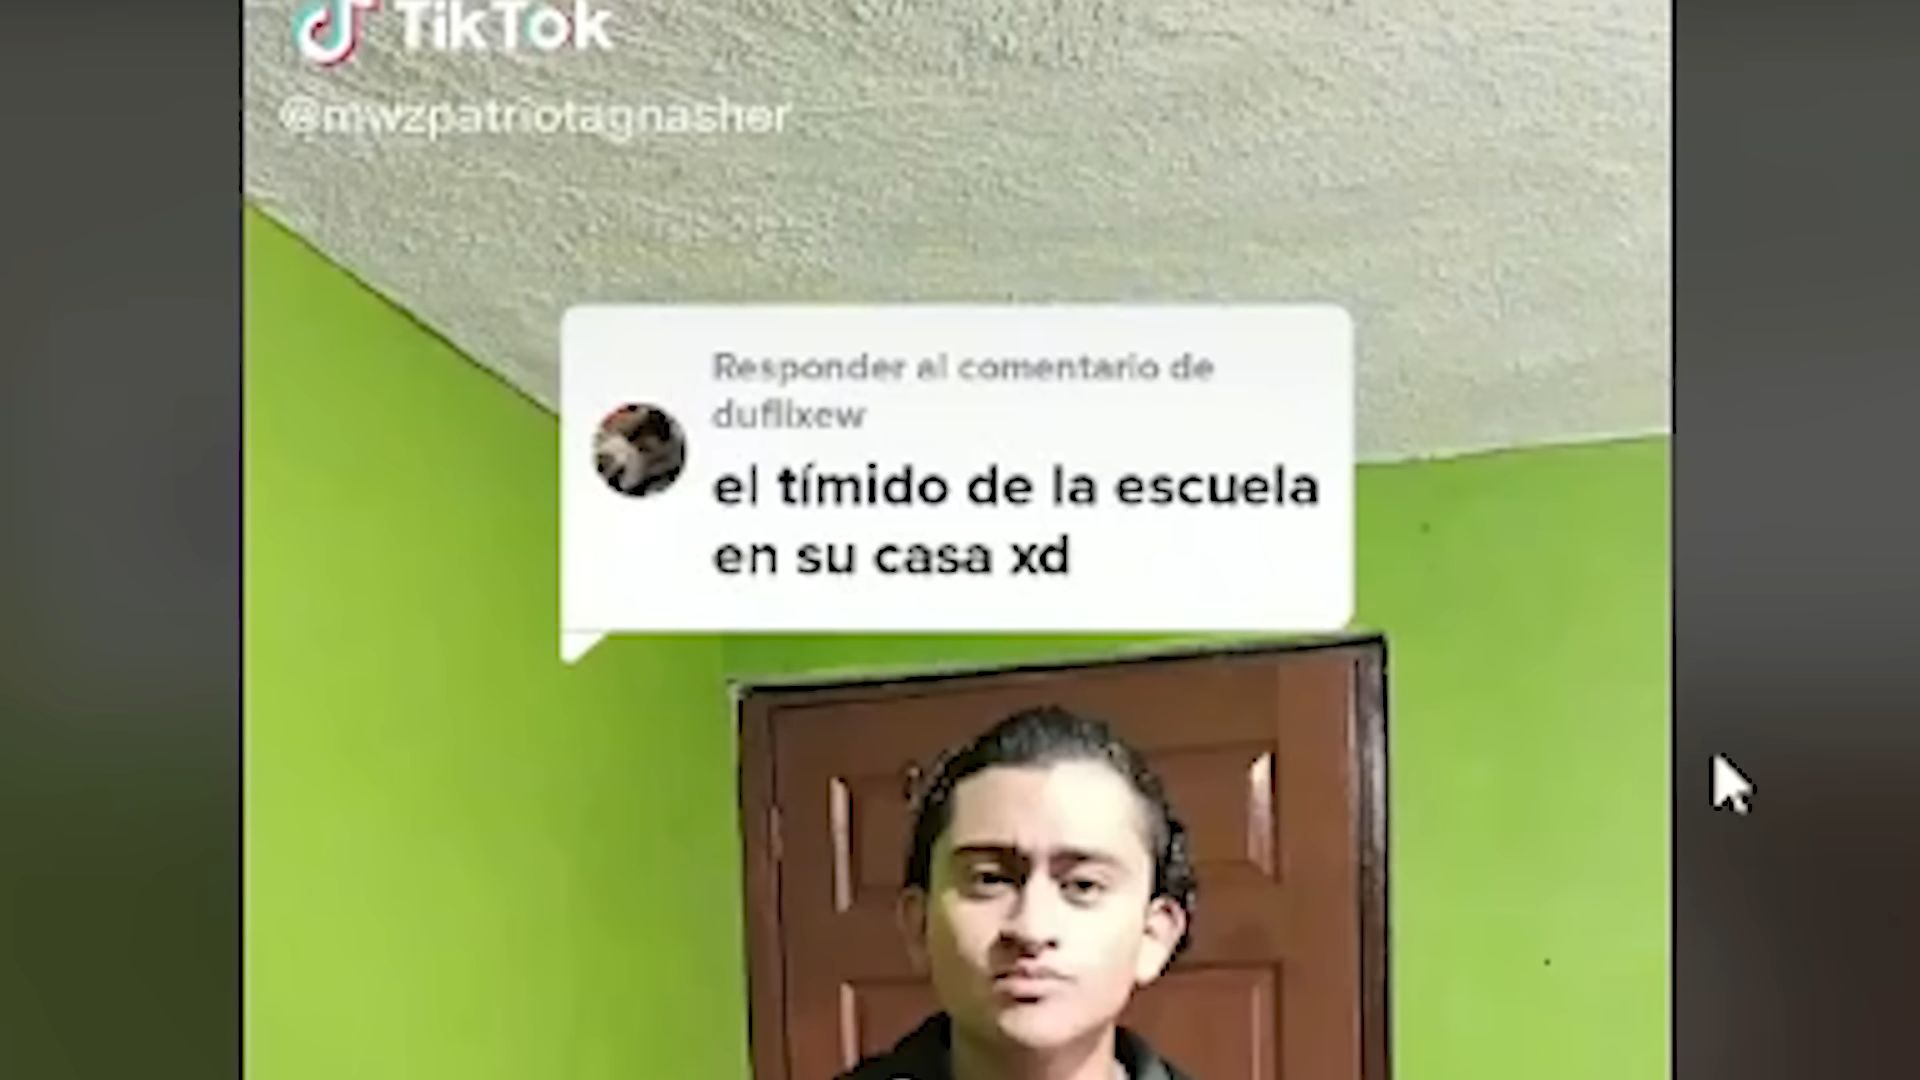 TikTok
@mwzpatriotagnasher
Responder al comentario de
duflixew
el tímido de la escuela
en su casa xd